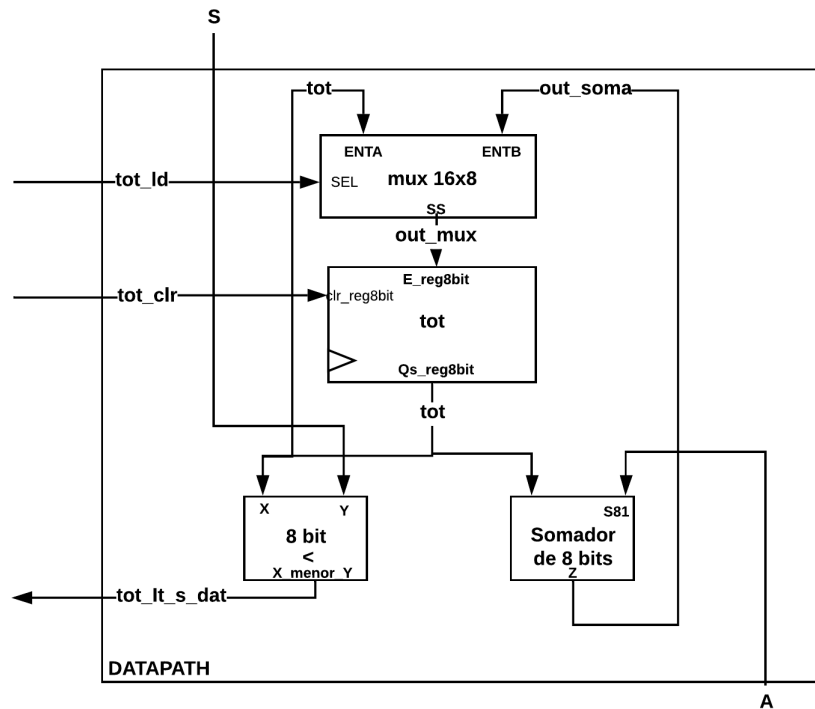 S
tot
out_soma
ENTA
ENTB
tot_ld
SEL
mux 16x8
SS
out_mux
E_reg8bit
tot_clr
clr_reg8bit
tot
Qs_reg8bit
tot
X
Y
S81
8 bit
<
X_menor_Y
Somador
de 8 bits
Z
tot_lt_s_dat
DATAPATH
A